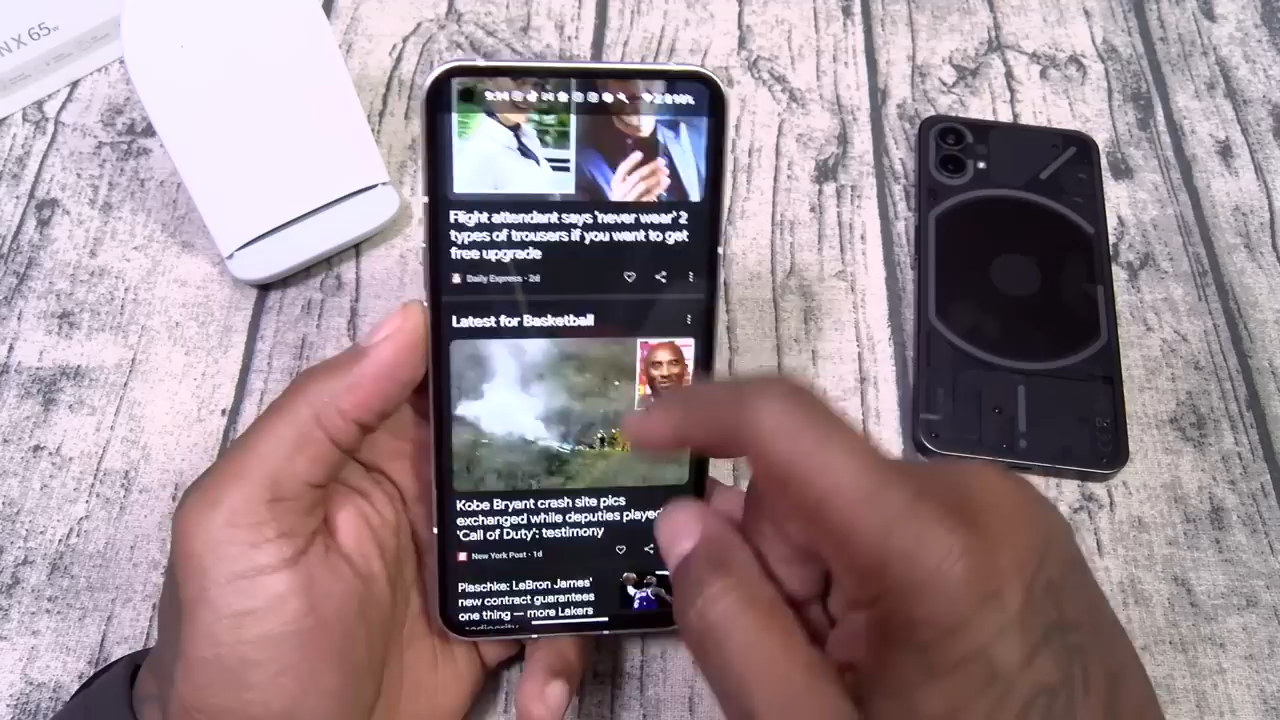 N X 65w
Flight attendant says 'never wear' 2
types of trousers if you want to get
free upgrade
Daily Express · 2d
Latest for Basketball
Kobe Bryant crash site pics
exchanged while deputies played
'Call of Duty': testimony
New York Post · 1d
Plaschke: LeBron James'
new contract guarantees
one thing — more Lakers
mediocrity